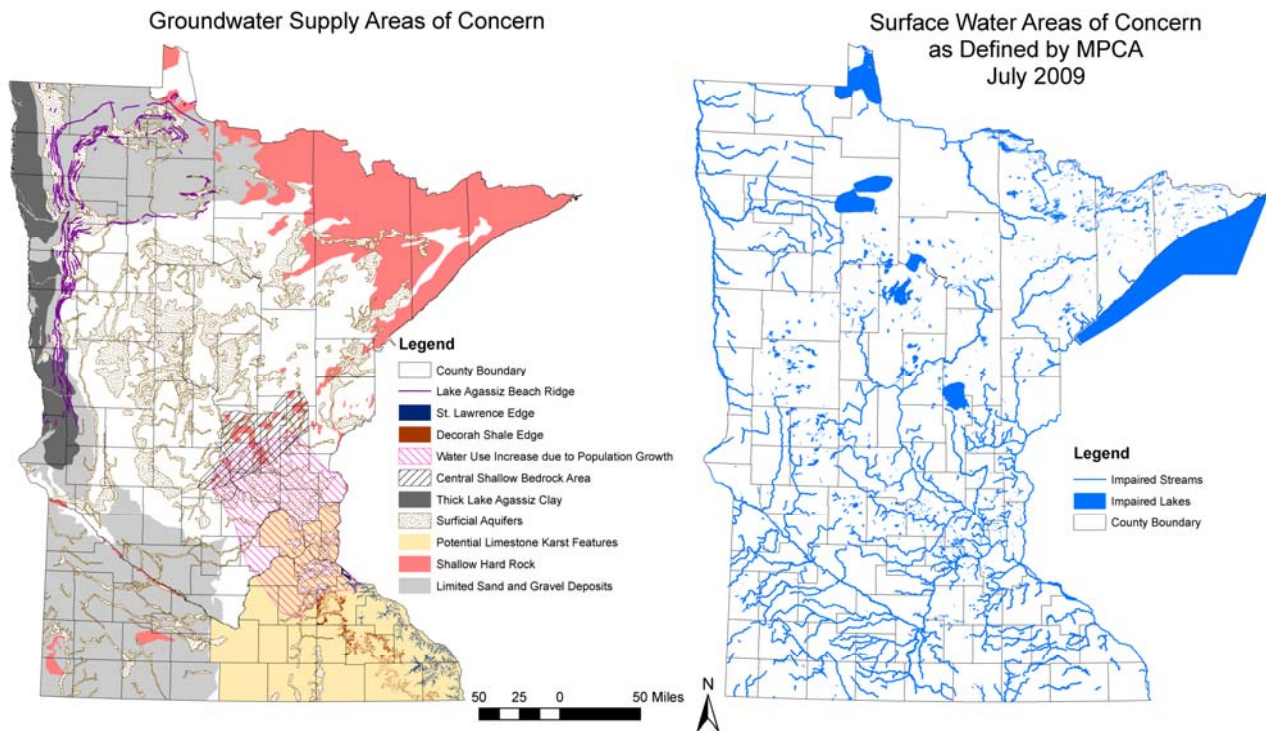 Groundwater Supply Areas of Concern
Legend
County Boundary
Lake Agassiz Beach Ridge
St. Lawrence Edge
Decorah Shale Edge
Water Use Increase due to Population Growth
Central Shallow Bedrock Area
Thick Lake Agassiz Clay
Surficial Aquifers
Potential Limestone Karst Features
Shallow Hard Rock
Limited Sand and Gravel Deposits
50 25 0 50 Miles
N
Surface Water Areas of Concern
as Defined by MPCA
July 2009
Legend
Impaired Streams
Impaired Lakes
County Boundary